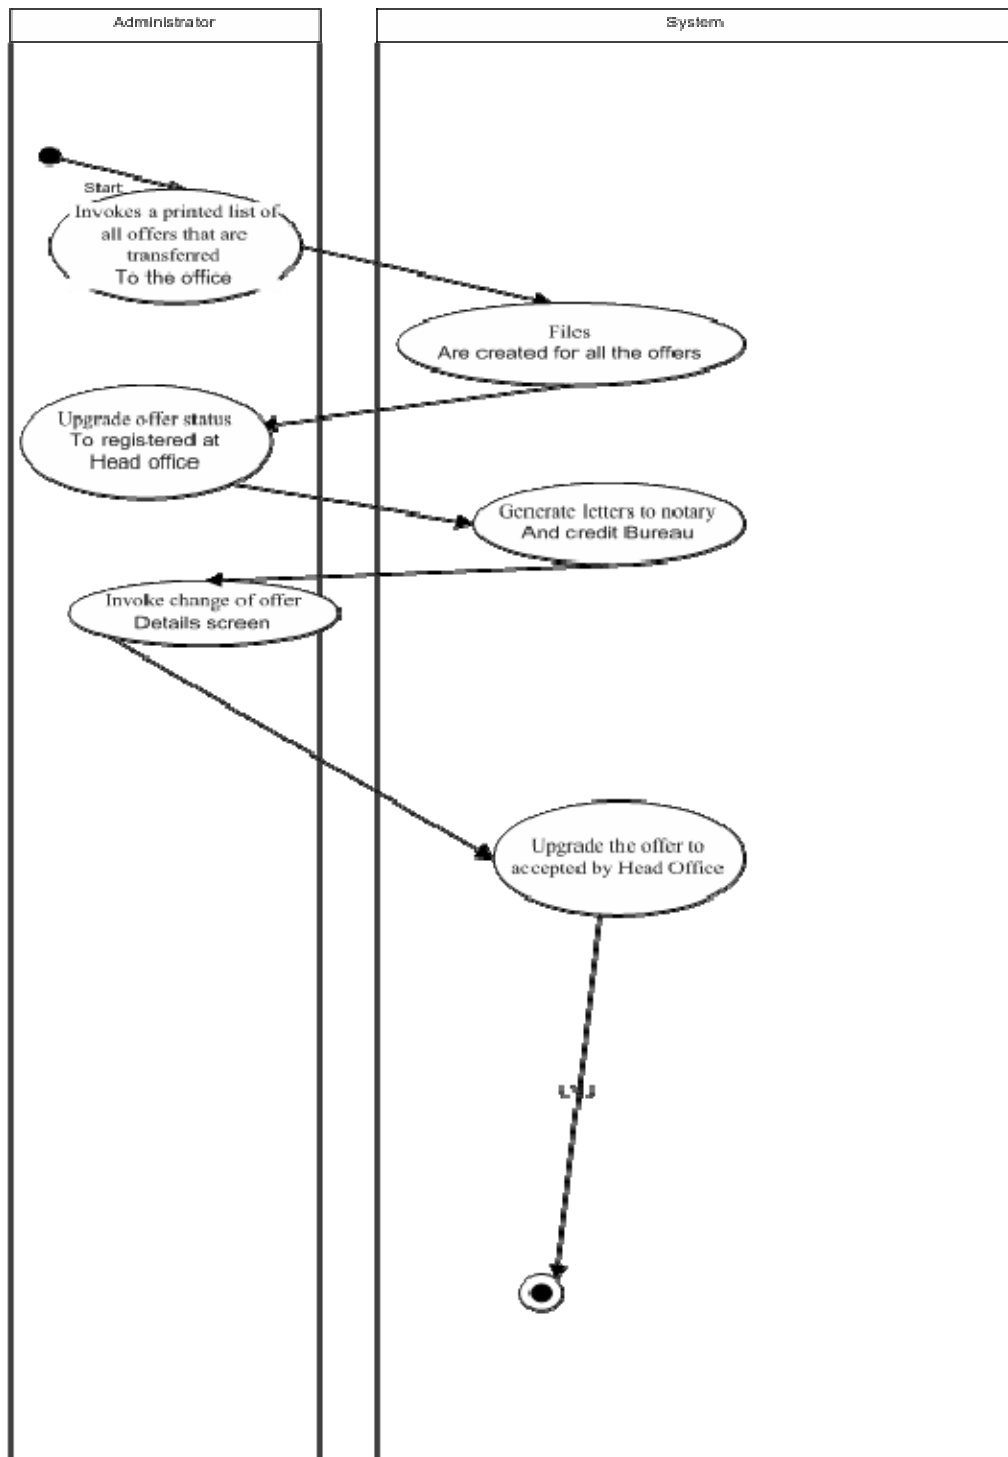 Administrator
System
Start
Invokes a printed list of
all offers that are
transferred
To the office
Files
Are created for all the offers
Upgrade offer status
To registered at
Head office
Generate letters to notary
And credit Bureau
Invoke change of offer
Details screen
Upgrade the offer to
accepted by Head Office